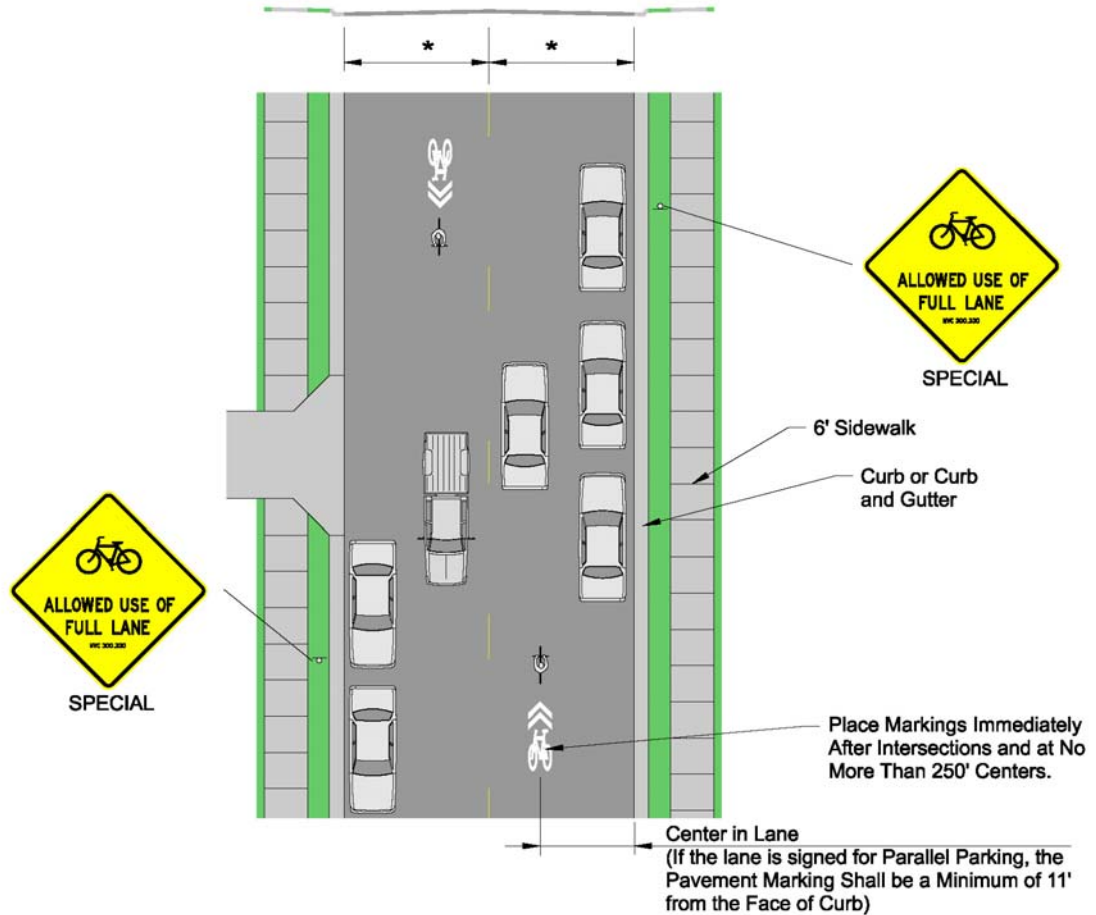 *
*
ALLOWED USE OF
FULL LANE
SPECIAL
6' Sidewalk
Curb or Curb
and Gutter
ALLOWED USE OF
FULL LANE
SPECIAL
Place Markings Immediately
After Intersections and at No
More Than 250' Centers.
Center in Lane
(If the lane is signed for Parallel Parking, the
Pavement Marking Shall be a Minimum of 11'
from the Face of Curb)